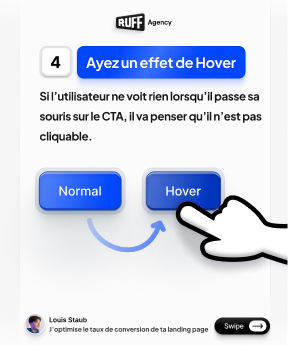 RUFF Agency
4 Ayez un effet de Hover
Si l'utilisateur ne voit rien lorsqu'il passe sa
souris sur le CTA, il va penser qu'il n'est pas
cliquable.
Normal Hover
Louis Staub
J'optimise le taux de conversion de ta landing page
Swipe